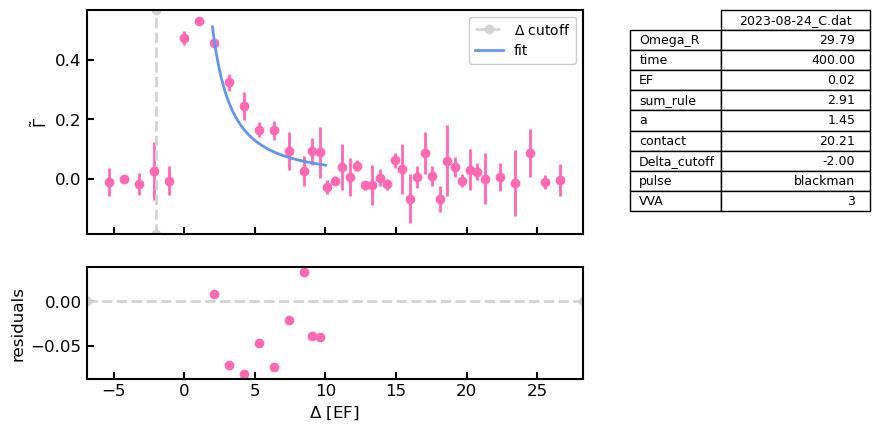 Γ̃
0.4
0.2
0.0
Δ cutoff
fit
residuals
0.00
−0.05
−5
0
5
10
15
20
25
Δ [EF]
2023-08-24_C.dat
Omega_R 29.79
time 400.00
EF 0.02
sum_rule 2.91
a 1.45
contact 20.21
Delta_cutoff -2.00
pulse blackman
VVA 3